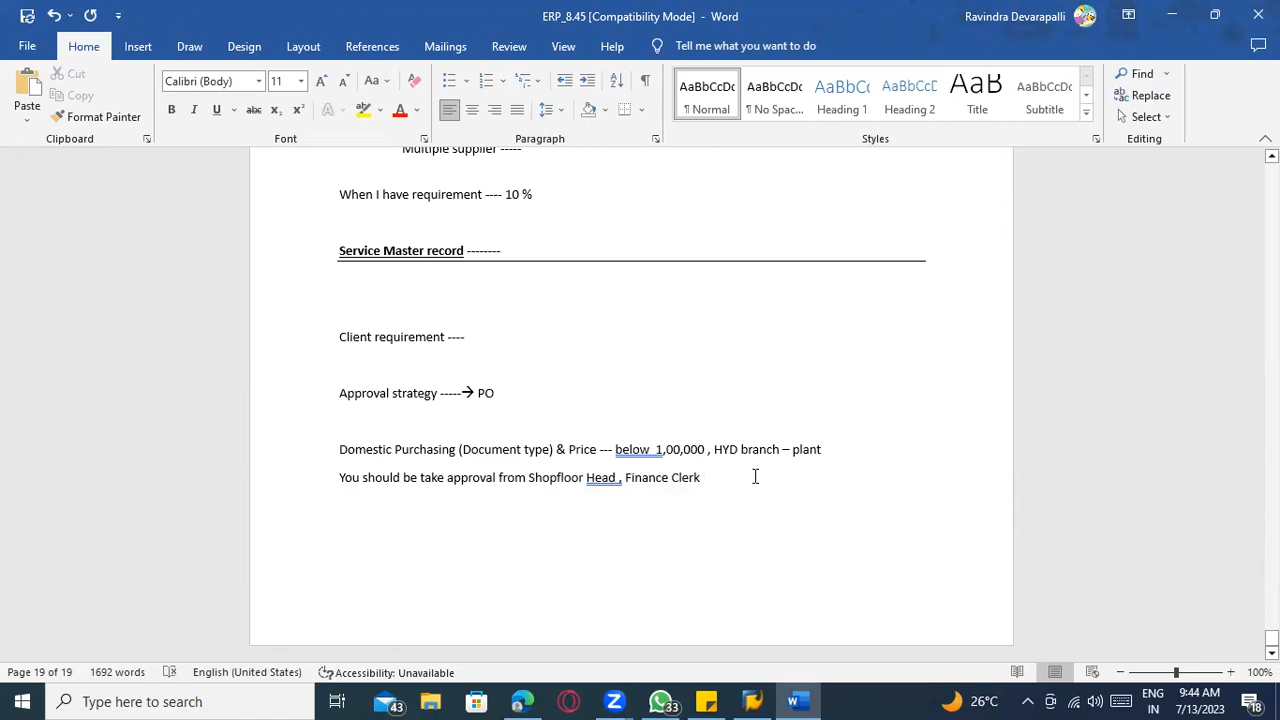 ERP_8.45 [Compatibility Mode] - Word
Ravindra Devarapalli
File Home Insert Draw Design Layout References Mailings Review View Help Tell me what you want to do
Paste
Cut
Copy
Format Painter
Clipboard
Calibri (Body) 11
Font
Paragraph
AaBbCcDc AaBbCcDc AaBbCc AaBbCcD AaB AaBbCcD
¶ Normal ¶ No Spac... Heading 1 Heading 2 Title Subtitle
Styles
Find
Replace
Select
Editing
Multiple supplier -----
When I have requirement ---- 10 %
Service Master record --------
Client requirement ----
Approval strategy -----→ PO
Domestic Purchasing (Document type) & Price --- below  1,00,000 , HYD branch – plant
You should be take approval from Shopfloor Head , Finance Clerk
Page 19 of 19 1692 words English (United States) Accessibility: Unavailable 100%
Type here to search
43
33
26°C
ENG
IN
9:44 AM
7/13/2023
18